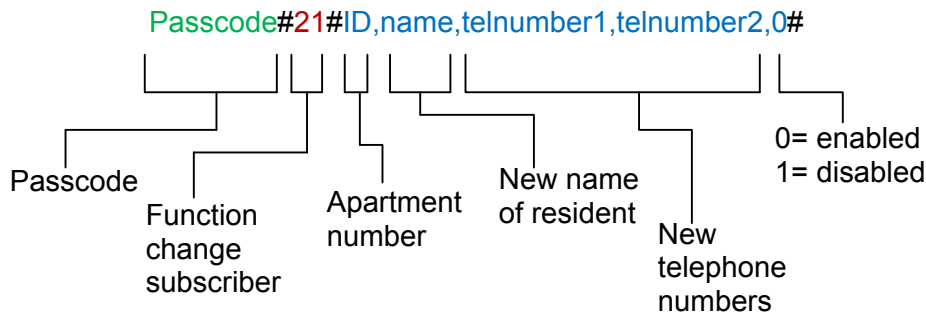 Passcode#21#ID,name,telnumber1,telnumber2,0#
0= enabled
1= disabled
Passcode
New name
of resident
Apartment
number
Function
change
subscriber
New
telephone
numbers